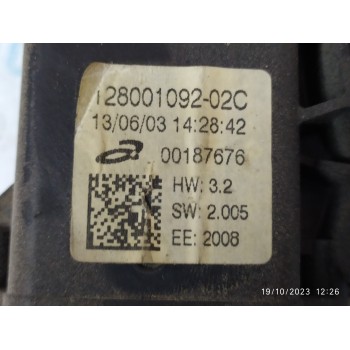 128001092-02C
13/06/03 14:28:42
00187676
HW: 3.2
SW: 2.005
EE: 2008
19/10/2023 12:26